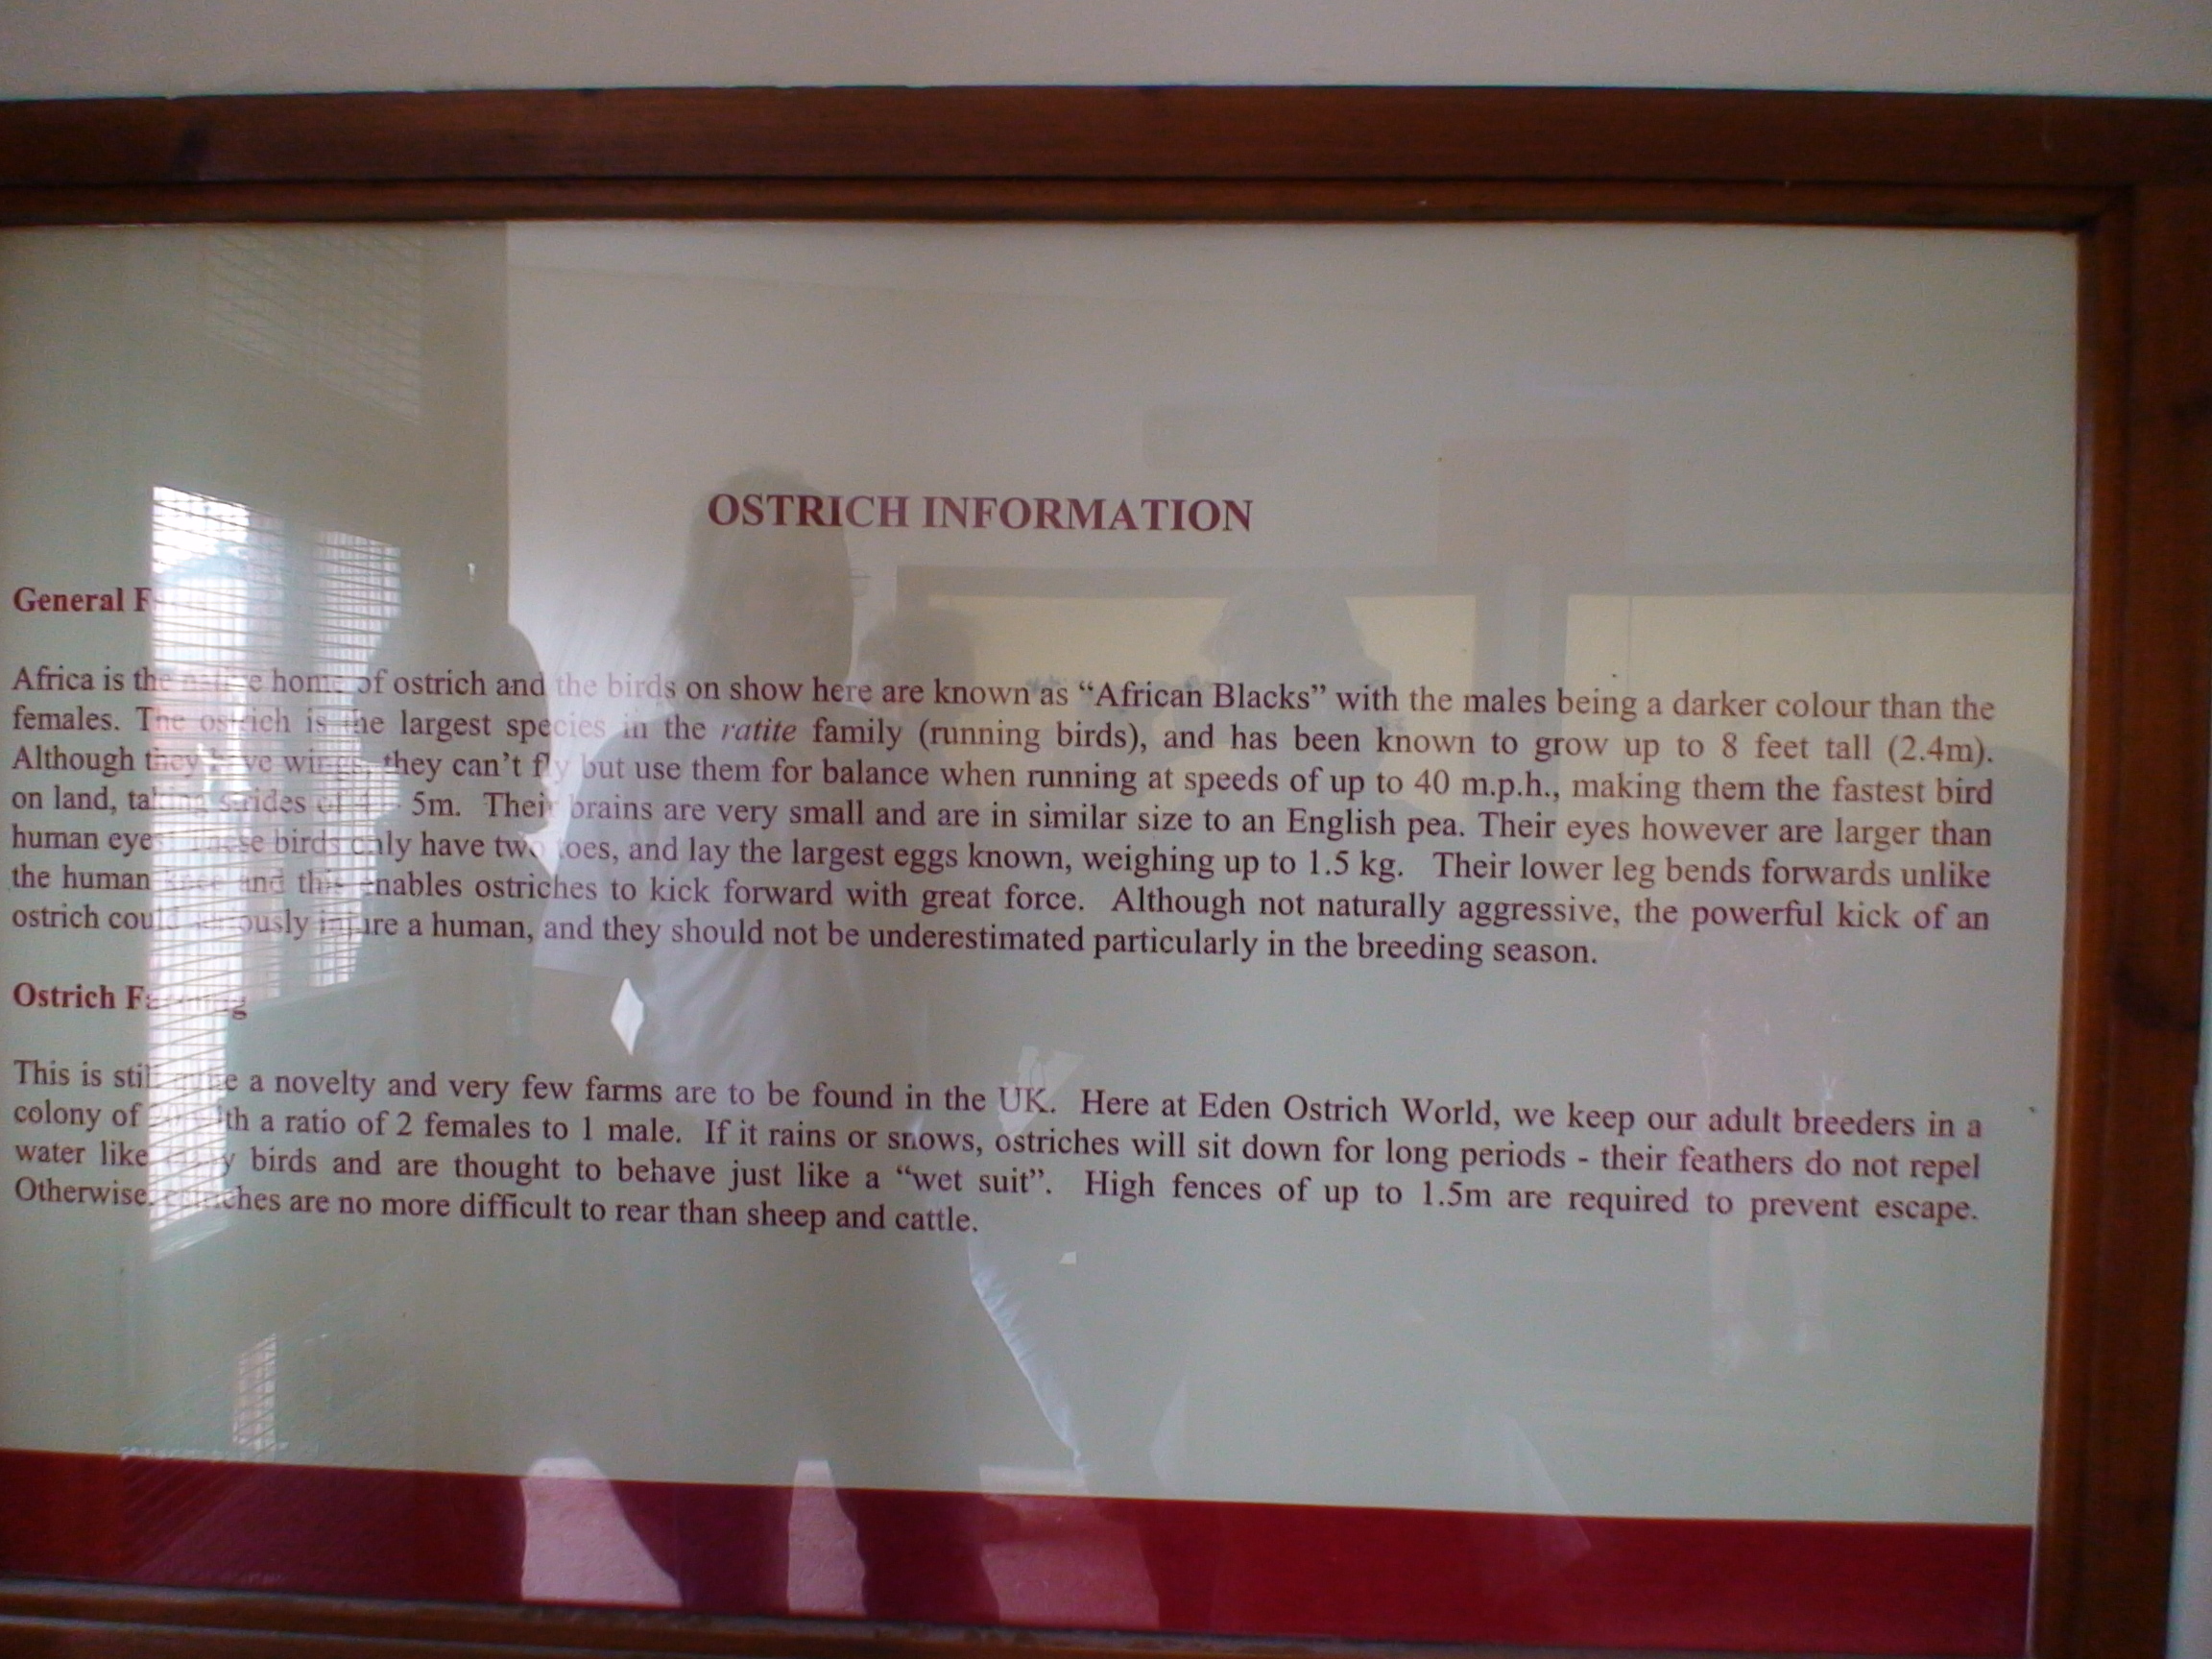 OSTRICH INFORMATION
General
Africa is the native home of ostrich and the birds on show here are known as “African Blacks” with the males being a darker colour than the
females. The ostrich is the largest species in the ratite family (running birds), and has been known to grow up to 8 feet tall (2.4m).
Although they have wings, they can’t fly but use them for balance when running at speeds of up to 40 m.p.h., making them the fastest bird
on land, taking strides of 5m. Their brains are very small and are in similar size to an English pea. Their eyes however are larger than
human eyes. These birds only have two toes, and lay the largest eggs known, weighing up to 1.5 kg. Their lower leg bends forwards unlike
the human knee and this enables ostriches to kick forward with great force. Although not naturally aggressive, the powerful kick of an
ostrich could seriously injure a human, and they should not be underestimated particularly in the breeding season.
Ostrich Farming
This is still quite a novelty and very few farms are to be found in the UK. Here at Eden Ostrich World, we keep our adult breeders in a
colony of with a ratio of 2 females to 1 male. If it rains or snows, ostriches will sit down for long periods - their feathers do not repel
water like birds and are thought to behave just like a “wet suit”. High fences of up to 1.5m are required to prevent escape.
Otherwise, ostriches are no more difficult to rear than sheep and cattle.